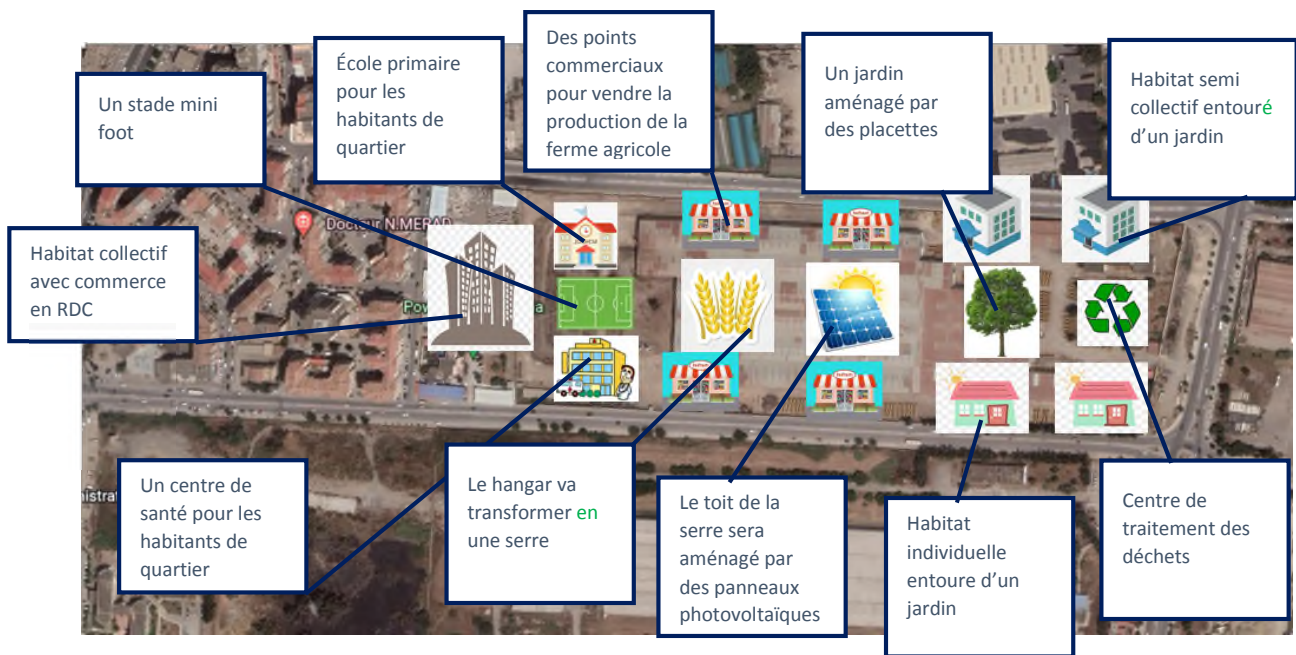 Un stade mini
foot
École primaire
pour les
habitants de
quartier
Des points
commerciaux
pour vendre la
production de la
ferme agricole
Un jardin
aménagé par
des placettes
Habitat semi
collectif entouré
d’un jardin
Docteur N.MERAD
Habitat collectif
avec commerce
en RDC
Un centre de
santé pour les
habitants de
quartier
Le hangar va
transformer en
une serre
Le toit de la
serre sera
aménagé par
des panneaux
photovoltaïques
Habitat
individuelle
entoure d’un
jardin
Centre de
traitement des
déchets